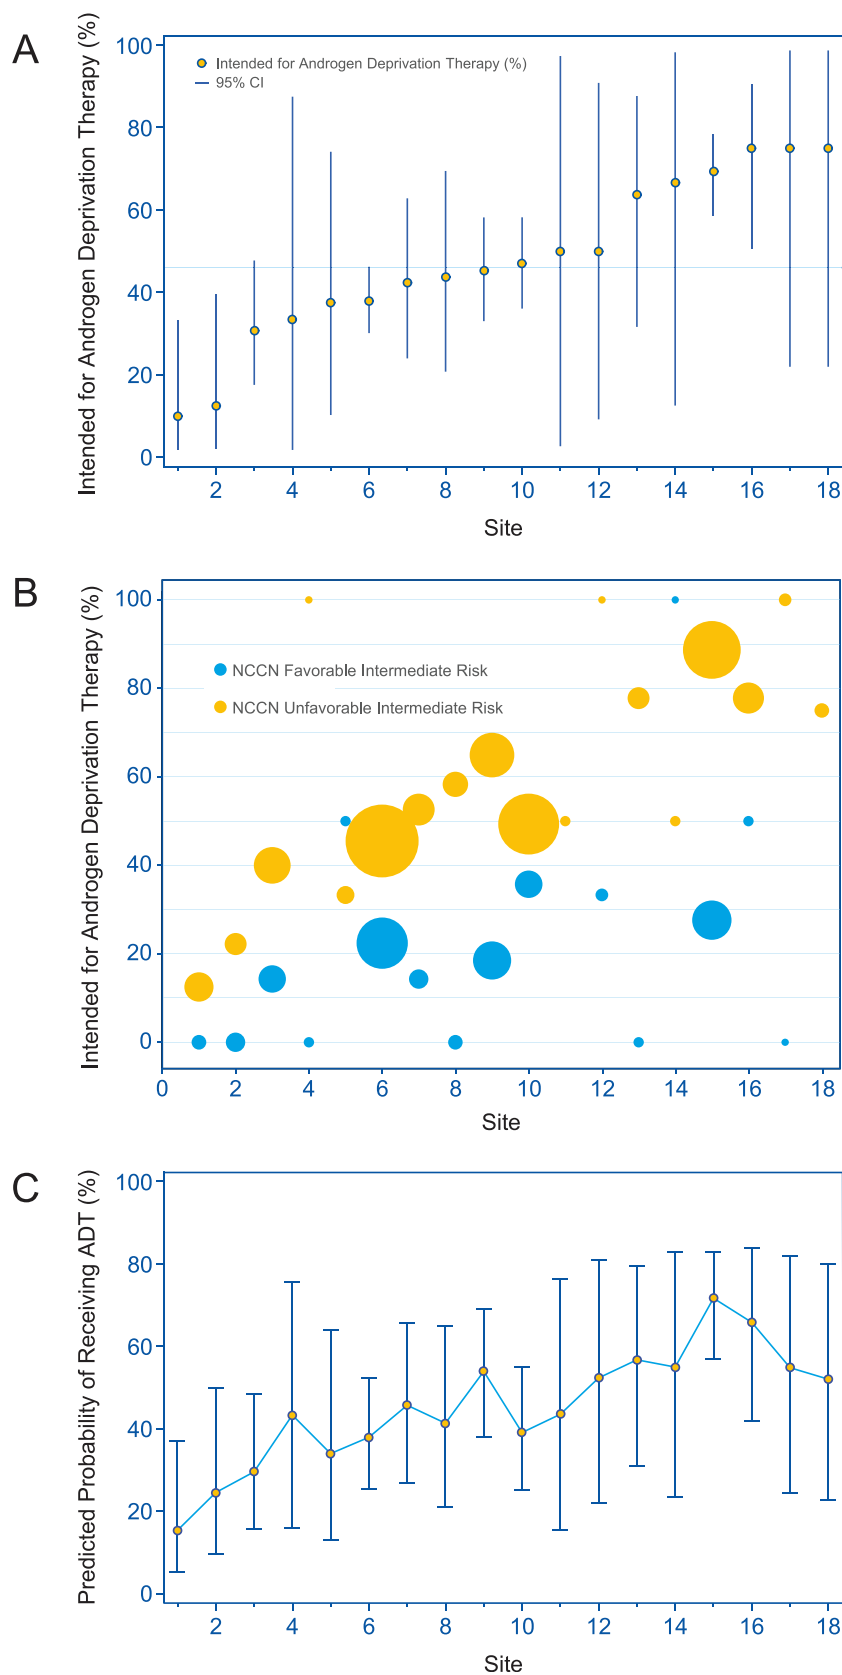 A
Intended for Androgen Deprivation Therapy (%)
100
80
60
40
20
0
Intended for Androgen Deprivation Therapy (%)
95% CI
2 4 6 8 10 12 14 16 18
Site
B
Intended for Androgen Deprivation Therapy (%)
100
80
60
40
20
0
NCCN Favorable Intermediate Risk
NCCN Unfavorable Intermediate Risk
0 2 4 6 8 10 12 14 16 18
Site
C
Predicted Probability of Receiving ADT (%)
100
80
60
40
20
0
2 4 6 8 10 12 14 16 18
Site